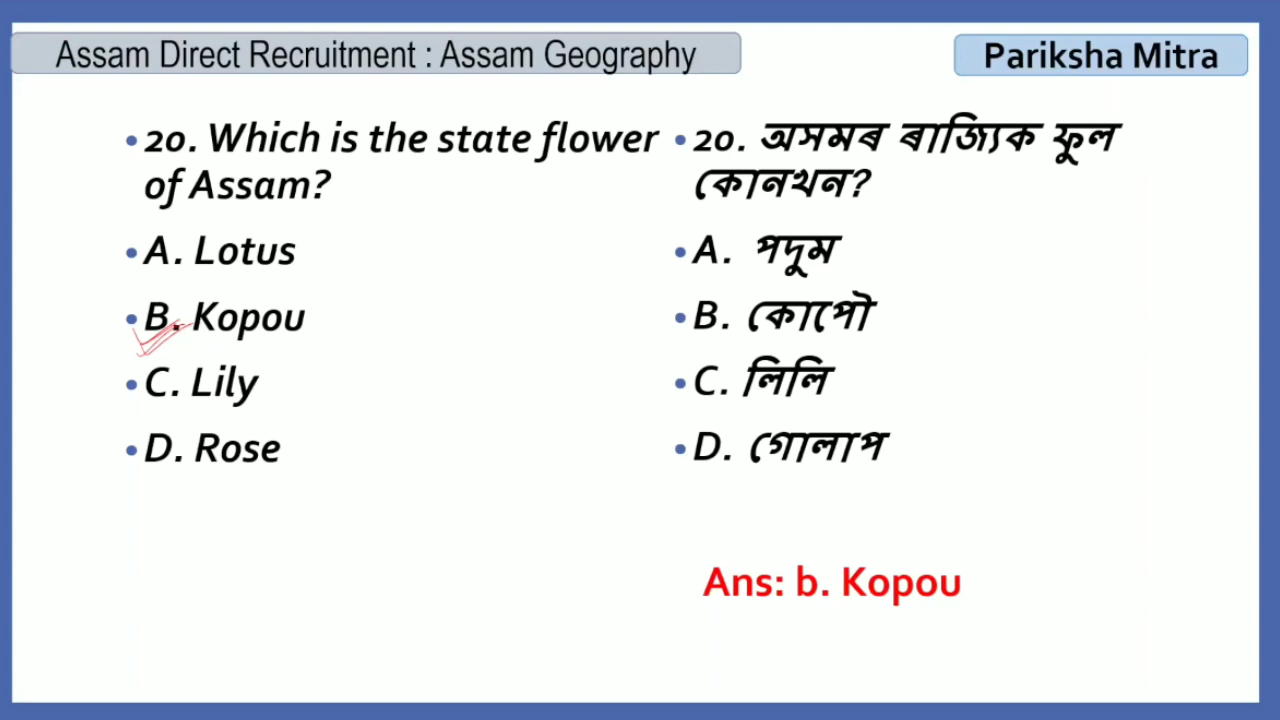 Assam Direct Recruitment : Assam Geography
Pariksha Mitra
• 20. Which is the state flower
of Assam?
• A. Lotus
• B. Kopou
• C. Lily
• D. Rose
• 20. অসমৰ ৰাজ্যিক ফুল
কোনখন?
• A. পদুম
• B. কোপৌ
• C. লিলি
• D. গোলাপ
Ans: b. Kopou